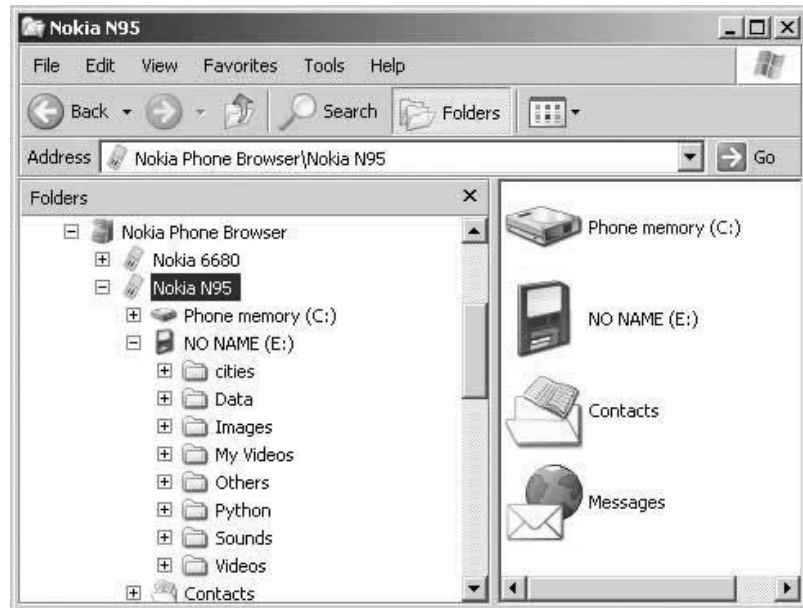 Nokia N95
File Edit View Favorites Tools Help
Back Search Folders
Address Nokia Phone Browser\Nokia N95 Go
Folders
Nokia Phone Browser
Nokia 6680
Nokia N95
Phone memory (C:)
NO NAME (E:)
cities
Data
Images
My Videos
Others
Python
Sounds
Videos
Contacts
Phone memory (C:)
NO NAME (E:)
Contacts
Messages